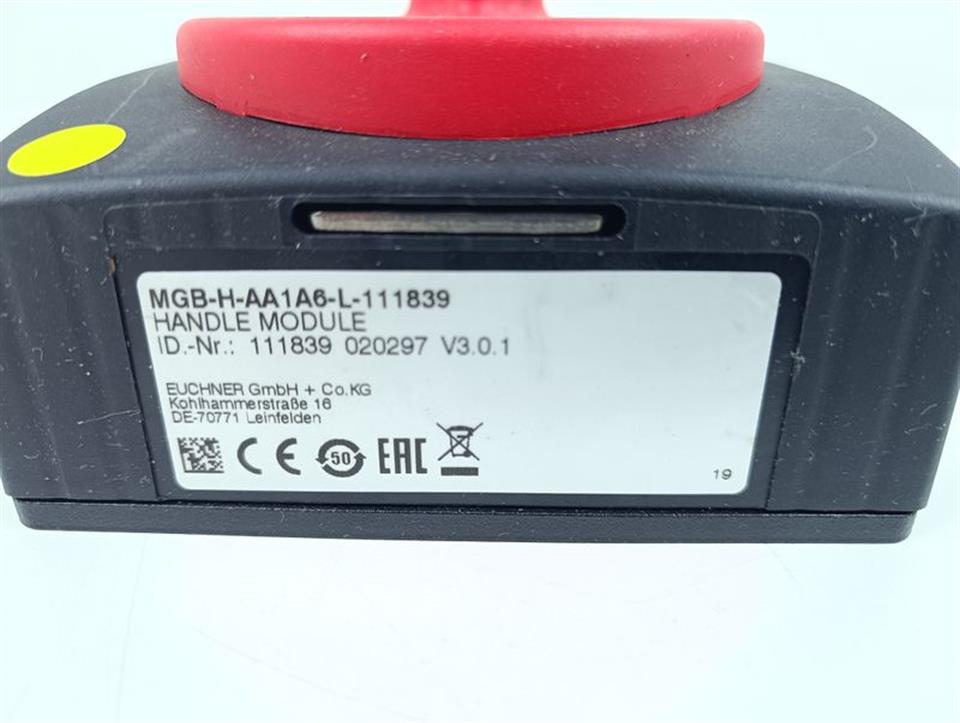 MGB-H-AA1A6-L-111839
HANDLE MODULE
ID.-Nr.: 111839 020297 V3.0.1
EUCHNER GmbH + Co.KG
Kohlhammerstraße 16
DE-70771 Leinfelden
CE 50 EAC
19